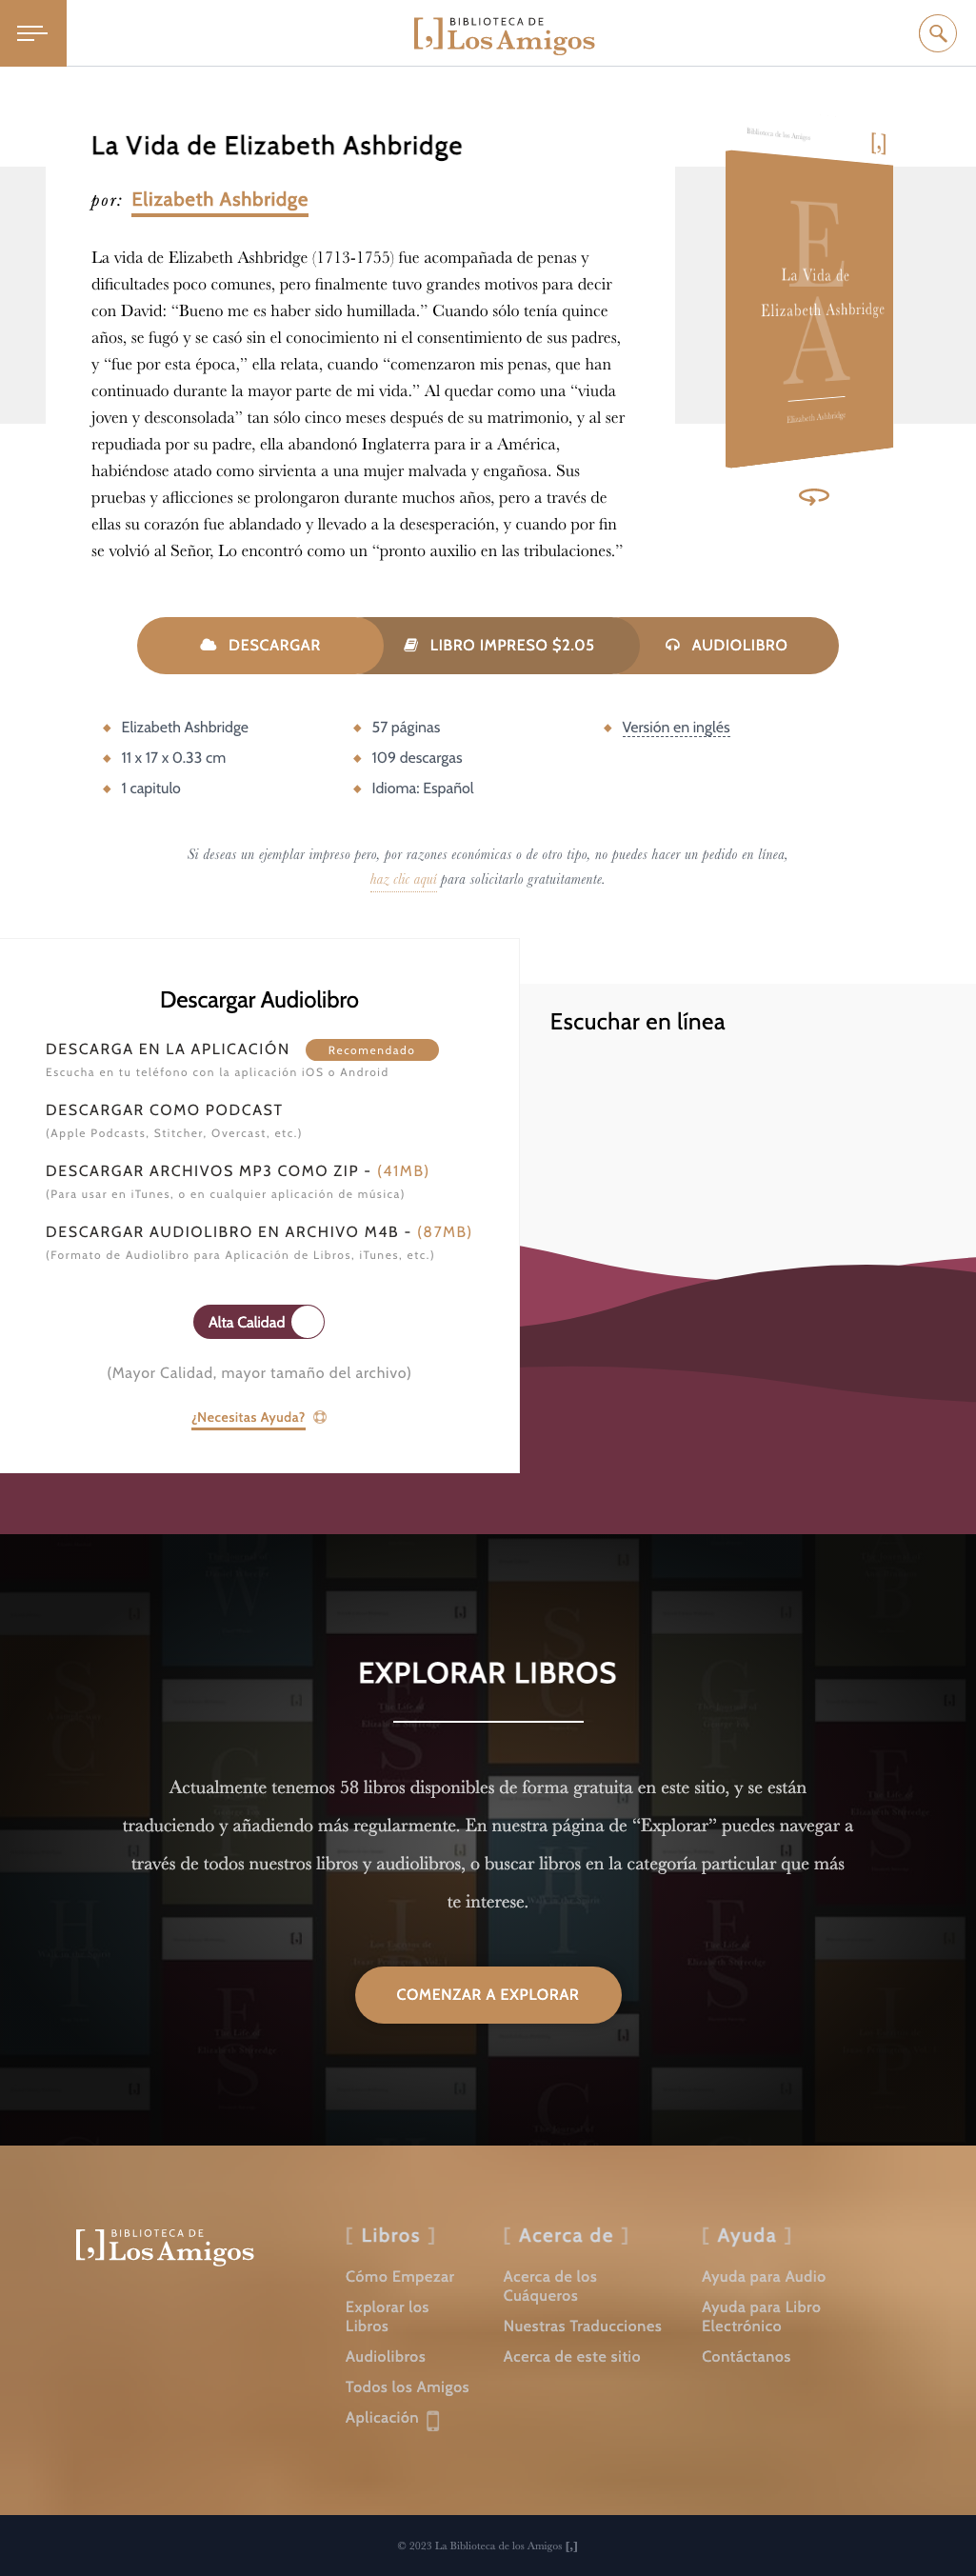 BIBLIOTECA DE
[,] Los Amigos
La Vida de Elizabeth Ashbridge
por: Elizabeth Ashbridge
La vida de Elizabeth Ashbridge (1713-1755) fue acompañada de penas y
dificultades poco comunes, pero finalmente tuvo grandes motivos para decir
con David: “Bueno me es haber sido humillada.” Cuando sólo tenía quince
años, se fugó y se casó sin el conocimiento ni el consentimiento de sus padres,
y “fue por esta época,” ella relata, cuando “comenzaron mis penas, que han
continuado durante la mayor parte de mi vida.” Al quedar como una “viuda
joven y desconsolada” tan sólo cinco meses después de su matrimonio, y al ser
repudiada por su padre, ella abandonó Inglaterra para ir a América,
habiéndose atado como sirvienta a una mujer malvada y engañosa. Sus
pruebas y aflicciones se prolongaron durante muchos años, pero a través de
ellas su corazón fue ablandado y llevado a la desesperación, y cuando por fin
se volvió al Señor, Lo encontró como un “pronto auxilio en las tribulaciones.”
Biblioteca de los Amigos
[,]
E
A
La Vida de
Elizabeth Ashbridge
Elizabeth Ashbridge
DESCARGAR
LIBRO IMPRESO $2.05
AUDIOLIBRO
Elizabeth Ashbridge
11 x 17 x 0.33 cm
1 capitulo
57 páginas
109 descargas
Idioma: Español
Versión en inglés
Si deseas un ejemplar impreso pero, por razones económicas o de otro tipo, no puedes hacer un pedido en línea,
haz clic aquí para solicitarlo gratuitamente.
Descargar Audiolibro
DESCARGA EN LA APLICACIÓN Recomendado
Escucha en tu teléfono con la aplicación iOS o Android
DESCARGAR COMO PODCAST
(Apple Podcasts, Stitcher, Overcast, etc.)
DESCARGAR ARCHIVOS MP3 COMO ZIP - (41MB)
(Para usar en iTunes, o en cualquier aplicación de música)
DESCARGAR AUDIOLIBRO EN ARCHIVO M4B - (87MB)
(Formato de Audiolibro para Aplicación de Libros, iTunes, etc.)
Alta Calidad
(Mayor Calidad, mayor tamaño del archivo)
¿Necesitas Ayuda?
Escuchar en línea
EXPLORAR LIBROS
Actualmente tenemos 58 libros disponibles de forma gratuita en este sitio, y se están
traduciendo y añadiendo más regularmente. En nuestra página de “Explorar” puedes navegar a
través de todos nuestros libros y audiolibros, o buscar libros en la categoría particular que más
te interese.
COMENZAR A EXPLORAR
BIBLIOTECA DE
[,] Los Amigos
[ Libros ]
Cómo Empezar
Explorar los
Libros
Audiolibros
Todos los Amigos
Aplicación
[ Acerca de ]
Acerca de los
Cuáqueros
Nuestras Traducciones
Acerca de este sitio
[ Ayuda ]
Ayuda para Audio
Ayuda para Libro
Electrónico
Contáctanos
© 2023 La Biblioteca de los Amigos [,]